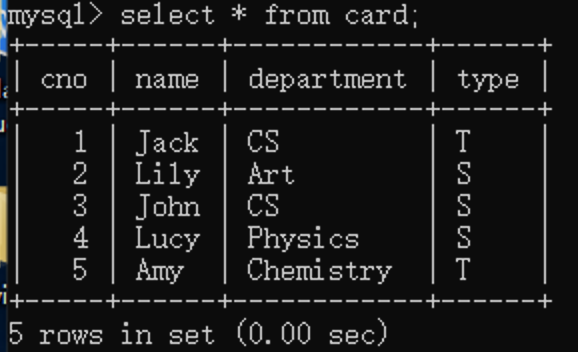 mysql> select * from card;
+-----+------+------------+------+
| cno | name | department | type |
+-----+------+------------+------+
| 1 | Jack | CS | T |
| 2 | Lily | Art | S |
| 3 | John | CS | S |
| 4 | Lucy | Physics | S |
| 5 | Amy | Chemistry | T |
+-----+------+------------+------+
5 rows in set (0.00 sec)